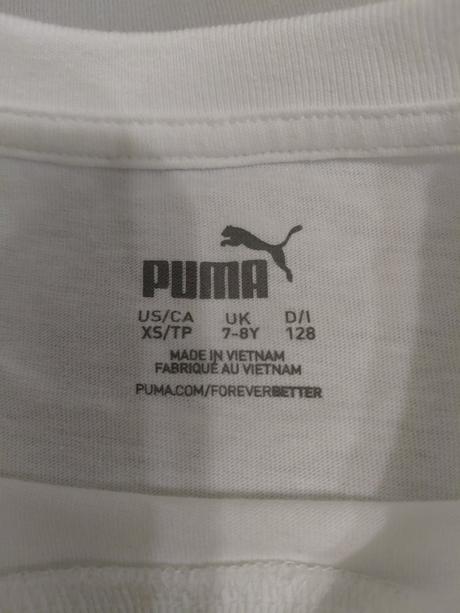 PUMA
US/CA UK D/I
XS/TP 7-8Y 128
MADE IN VIETNAM
FABRIQUÉ AU VIETNAM
PUMA.COM/FOREVERBETTER